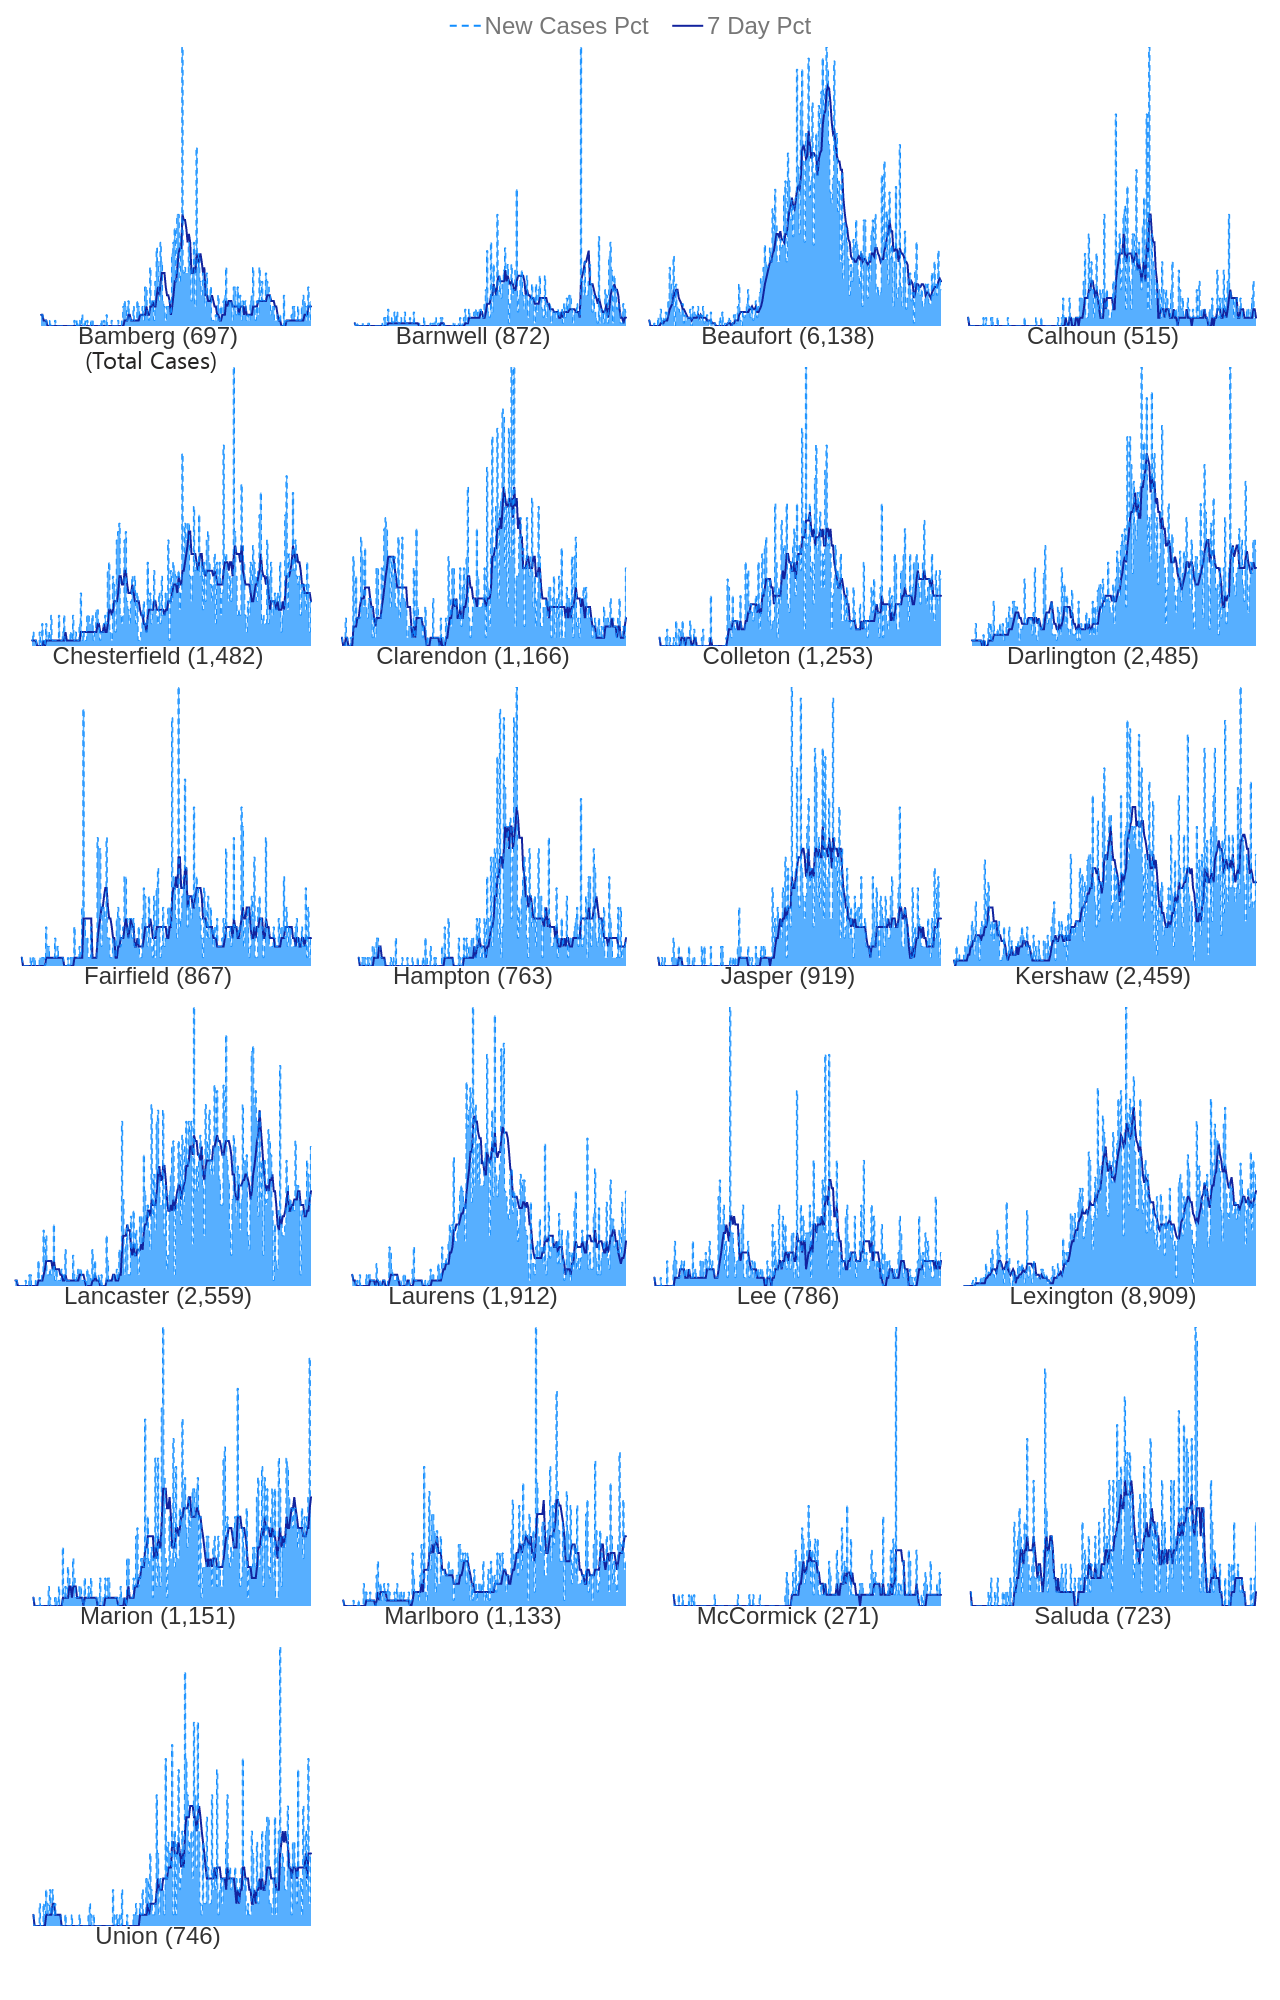 New Cases Pct 7 Day Pct
Bamberg (697) Barnwell (872) Beaufort (6,138) Calhoun (515)
(Total Cases)
Chesterfield (1,482) Clarendon (1,166) Colleton (1,253) Darlington (2,485)
Fairfield (867) Hampton (763) Jasper (919) Kershaw (2,459)
Lancaster (2,559) Laurens (1,912) Lee (786) Lexington (8,909)
Marion (1,151) Marlboro (1,133) McCormick (271) Saluda (723)
Union (746)